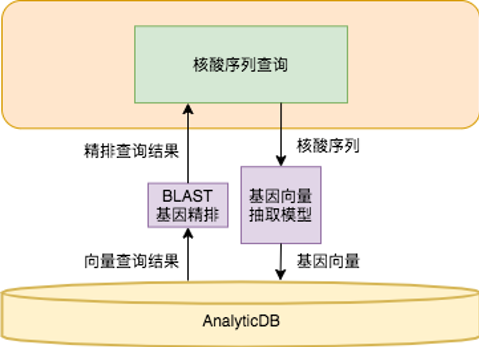 核酸序列查询
精排查询结果
核酸序列
BLAST
基因精排
基因向量
抽取模型
向量查询结果
基因向量
AnalyticDB